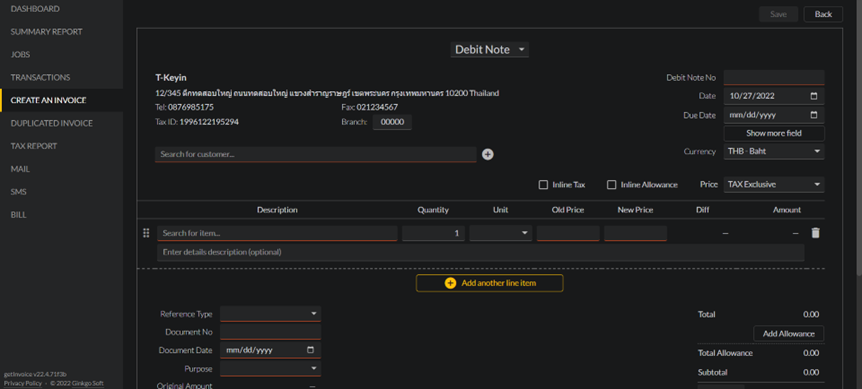 DASHBOARD
SUMMARY REPORT
JOBS
TRANSACTIONS
CREATE AN INVOICE
DUPLICATED INVOICE
TAX REPORT
MAIL
SMS
BILL
getInvoice v22.4.71f3b
Privacy Policy - © 2022 Ginkgo Soft
Save Back
Debit Note
T-Keyin
12/345 ตึกทดสอบใหญ่ ถนนทดสอบใหญ่ แขวงสำราญราษฎร์ เขตพระนคร กรุงเทพมหานคร 10200 Thailand
Tel: 0876985175 Fax: 021234567
Tax ID: 1996122195294 Branch: 00000
Search for customer...
Debit Note No
Date 10/27/2022
Due Date mm/dd/yyyy
Show more field
Currency THB - Baht
Inline Tax Inline Allowance Price TAX Exclusive
Description Quantity Unit Old Price New Price Diff Amount
Search for item... 1 – –
Enter details description (optional)
Add another line item
Reference Type
Document No
Document Date mm/dd/yyyy
Purpose
Original Amount –
Total 0.00
Add Allowance
Total Allowance 0.00
Subtotal 0.00